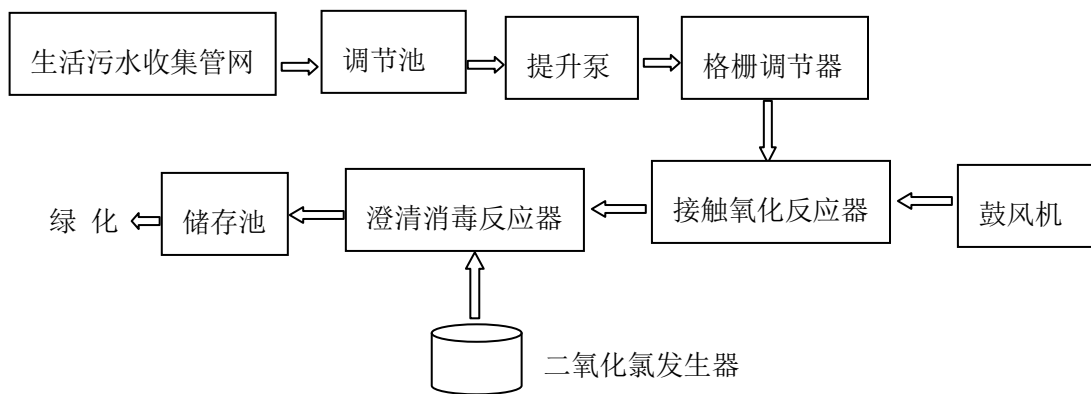 生活污水收集管网
调节池
提升泵
格栅调节器
绿 化
储存池
澄清消毒反应器
接触氧化反应器
鼓风机
二氧化氯发生器